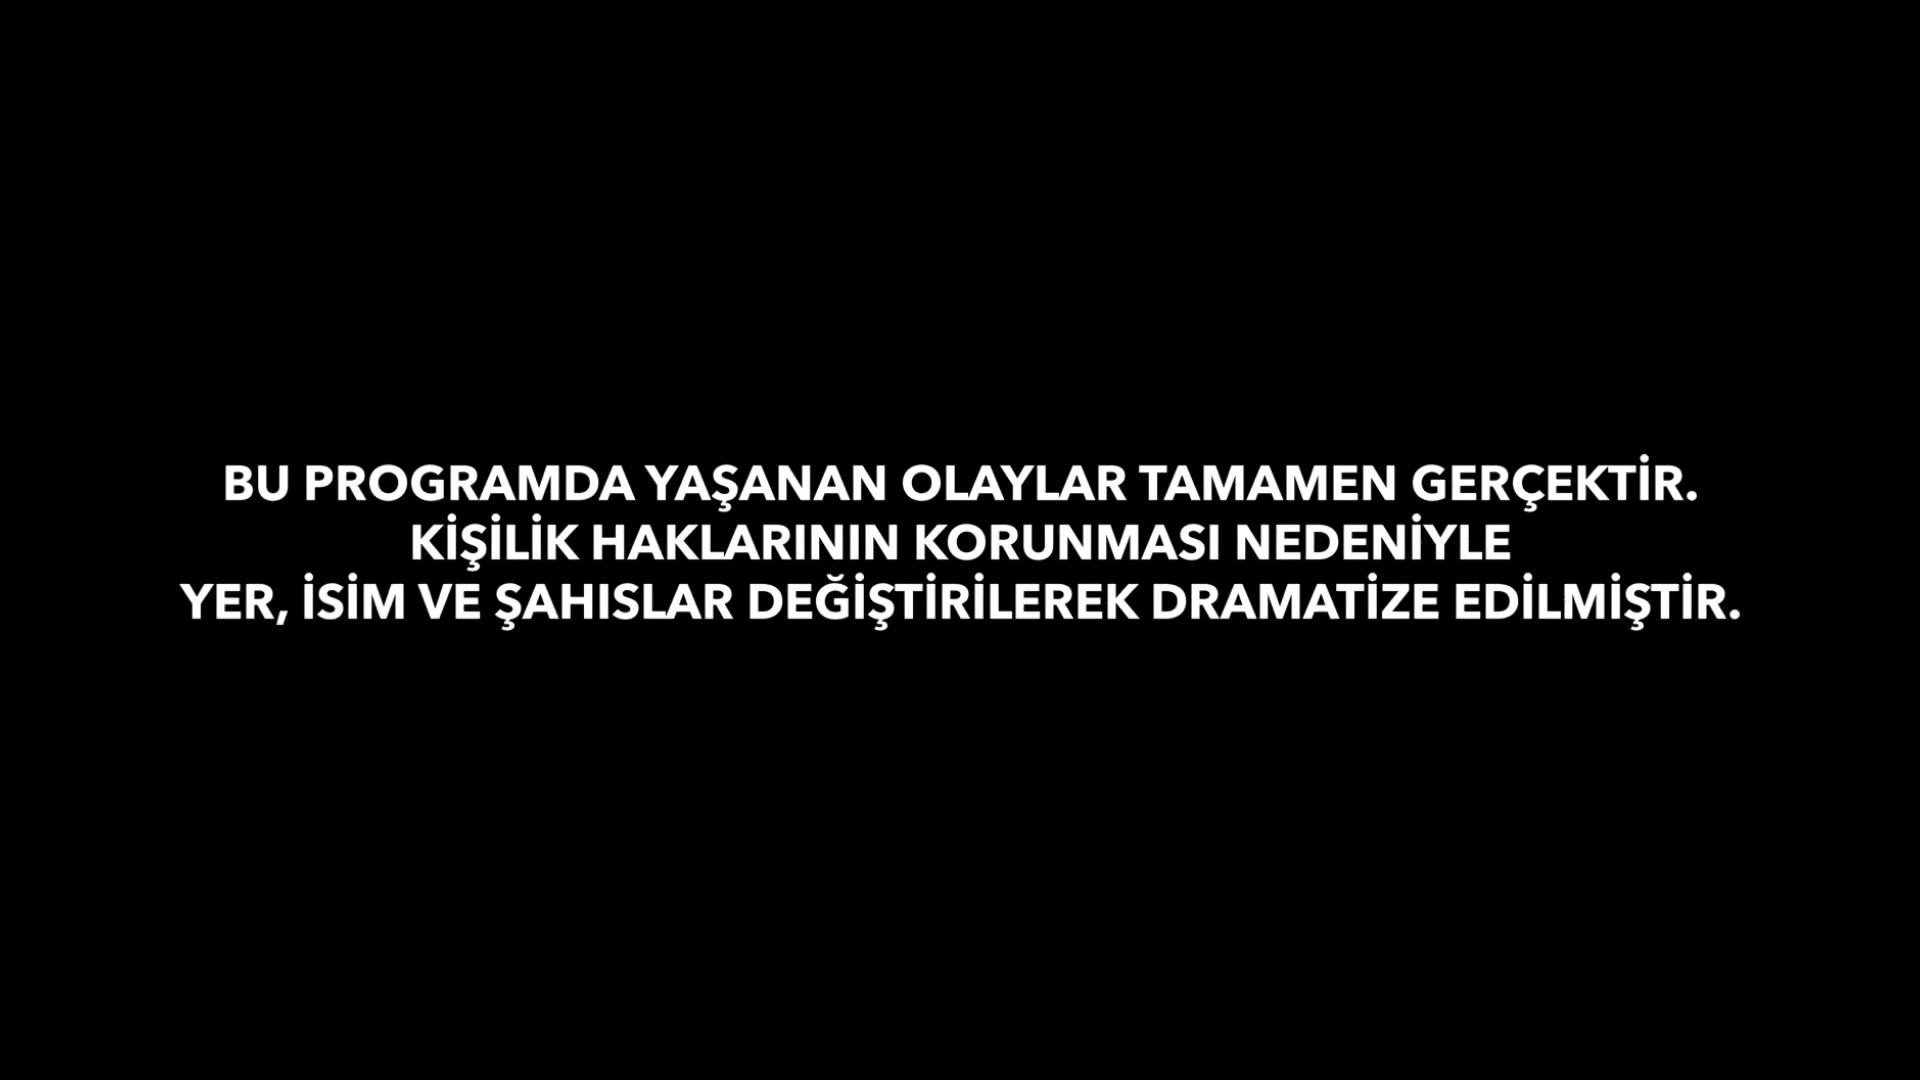 BU PROGRAMDA YAŞANAN OLAYLAR TAMAMEN GERÇEKTİR.
KİŞİLİK HAKLARININ KORUNMASI NEDENİYLE
YER, İSİM VE ŞAHISLAR DEĞİŞTİRİLEREK DRAMATİZE EDİLMİŞTİR.